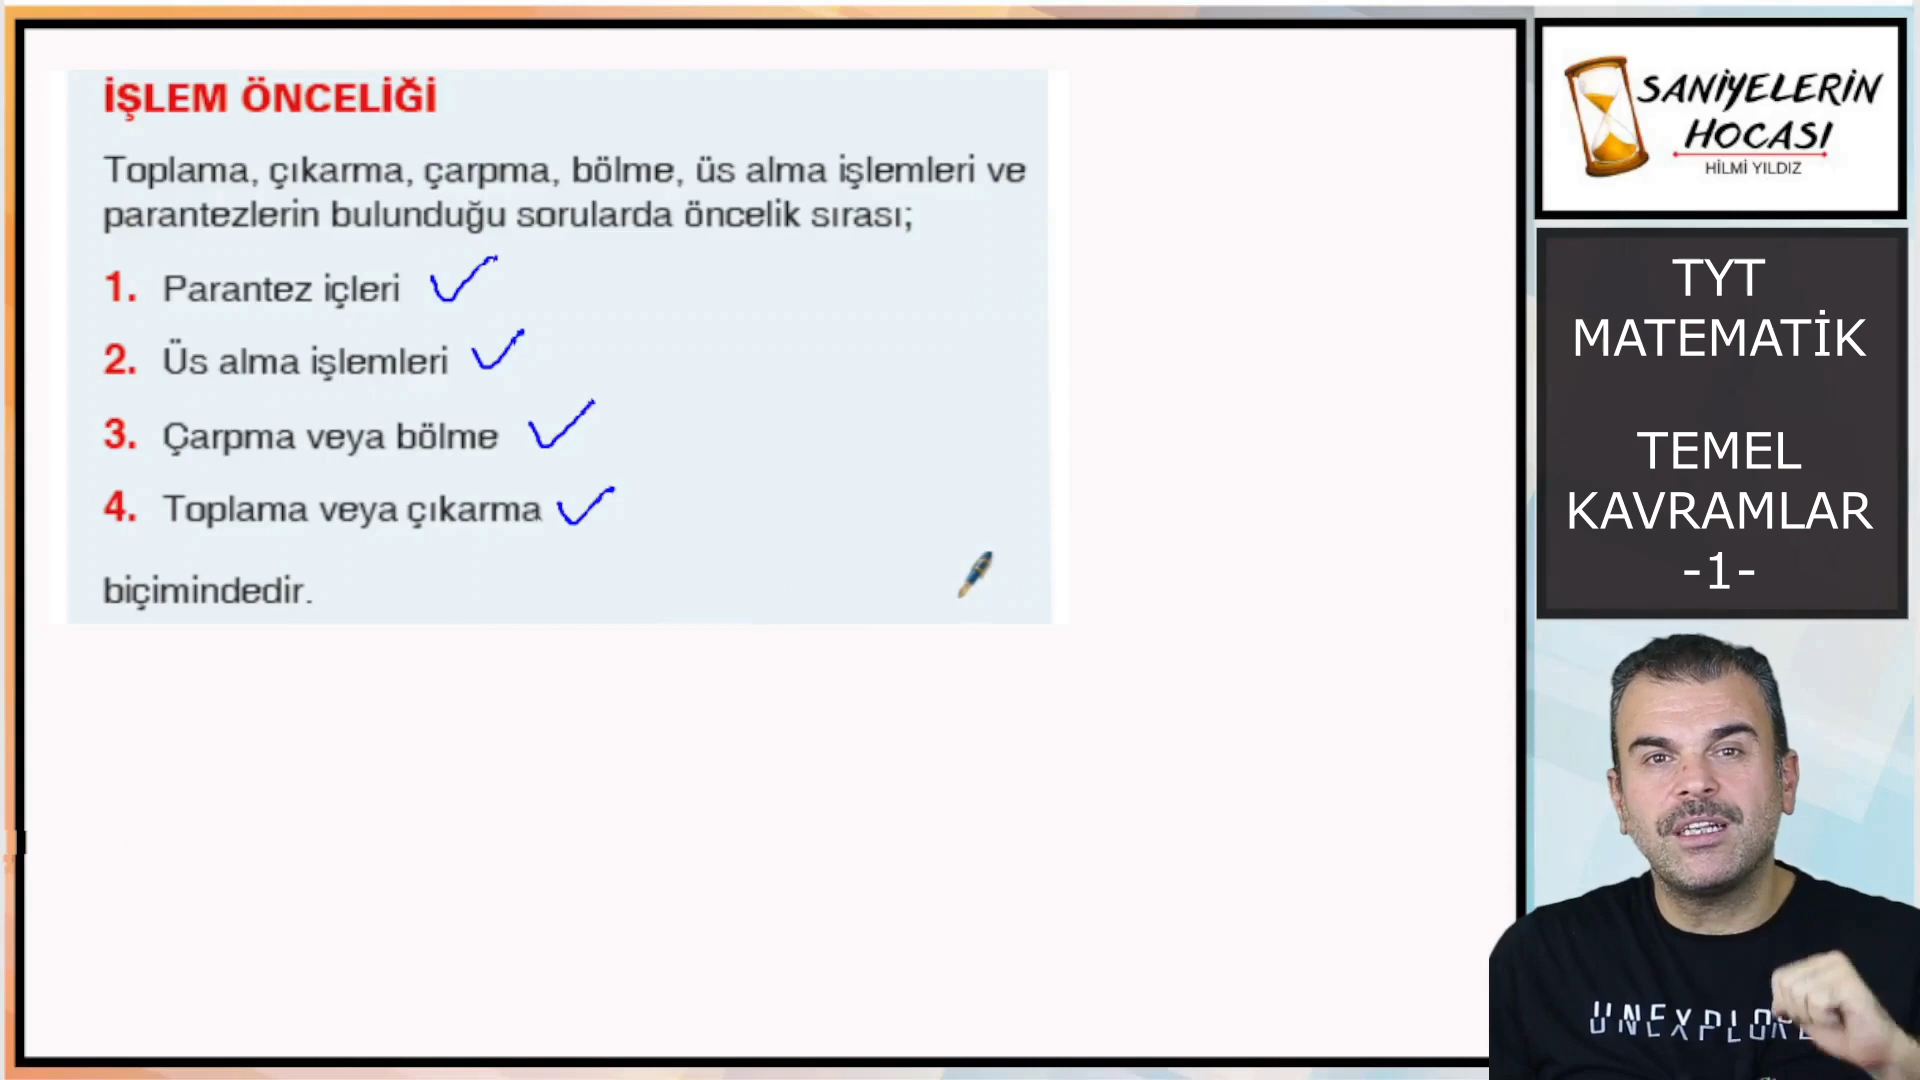 İŞLEM ÖNCELİĞİ
Toplama, çıkarma, çarpma, bölme, üs alma işlemleri ve
parantezlerin bulunduğu sorularda öncelik sırası;
1. Parantez içleri
2. Üs alma işlemleri
3. Çarpma veya bölme
4. Toplama veya çıkarma
biçimindedir.
SANİYELERİN
HOCASI
HİLMİ YILDIZ
TYT
MATEMATİK
TEMEL
KAVRAMLAR
-1-